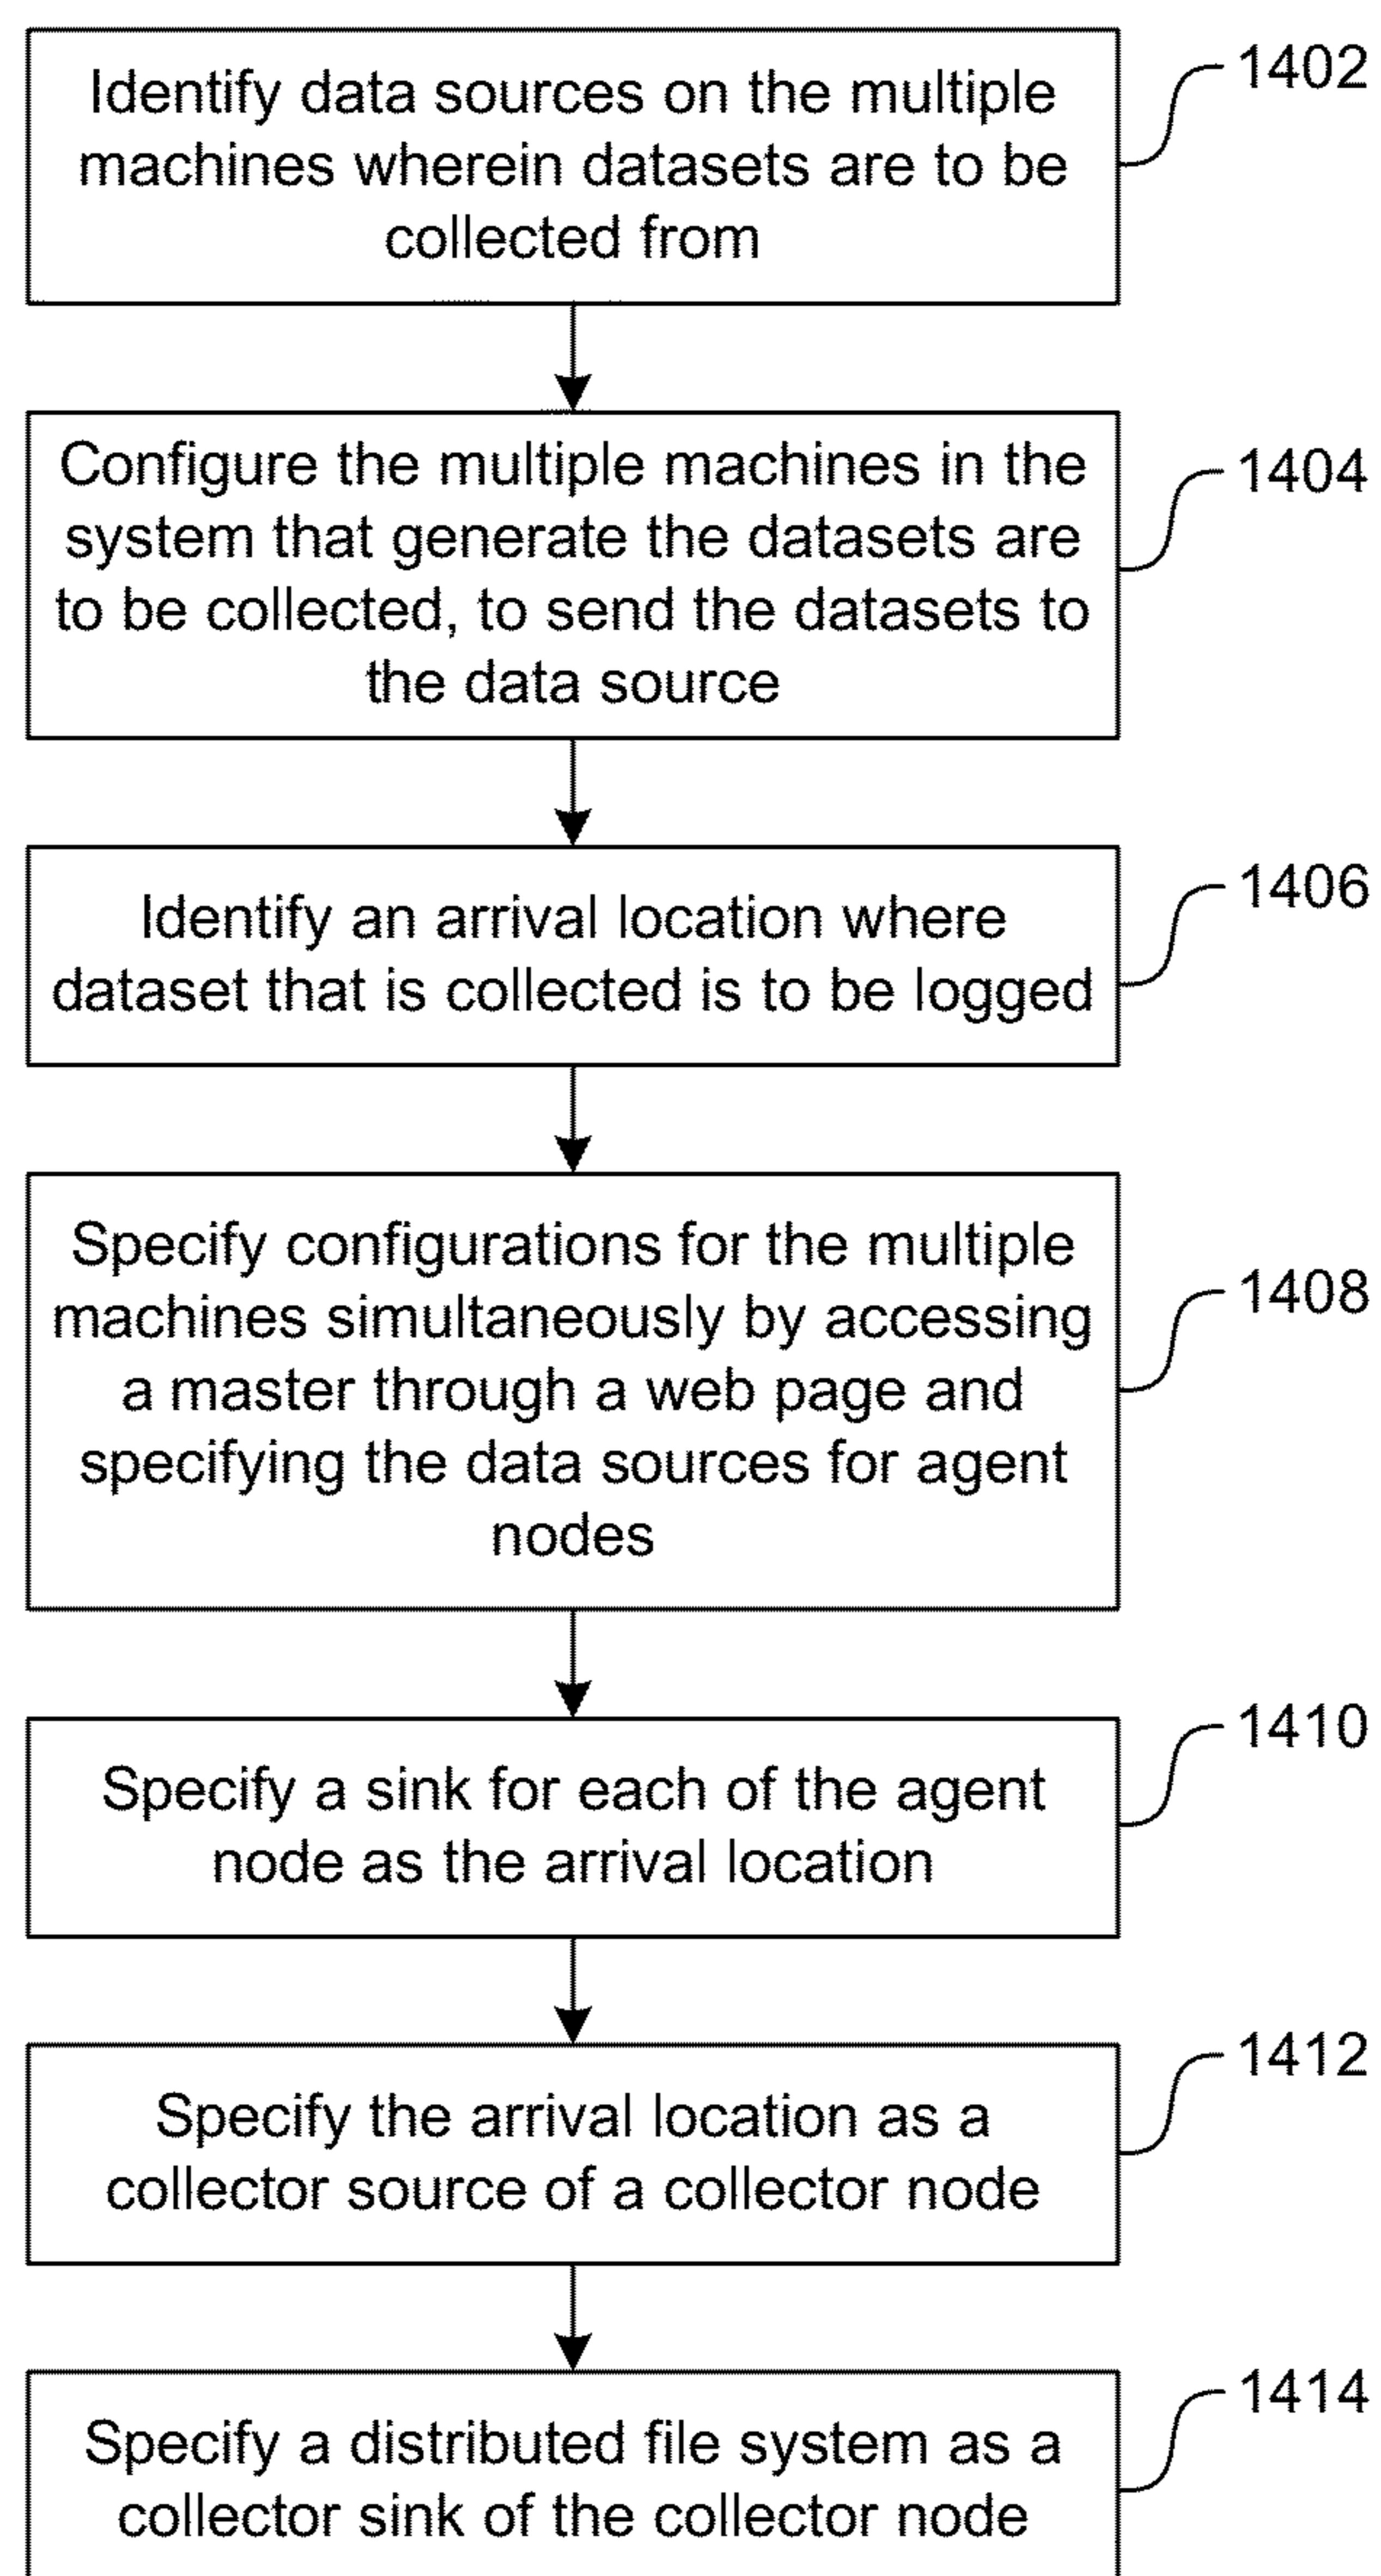 Identify data sources on the multiple
machines wherein datasets are to be
collected from
1402
Configure the multiple machines in the
system that generate the datasets are
to be collected, to send the datasets to
the data source
1404
Identify an arrival location where
dataset that is collected is to be logged
1406
Specify configurations for the multiple
machines simultaneously by accessing
a master through a web page and
specifying the data sources for agent
nodes
1408
Specify a sink for each of the agent
node as the arrival location
1410
Specify the arrival location as a
collector source of a collector node
1412
Specify a distributed file system as a
collector sink of the collector node
1414